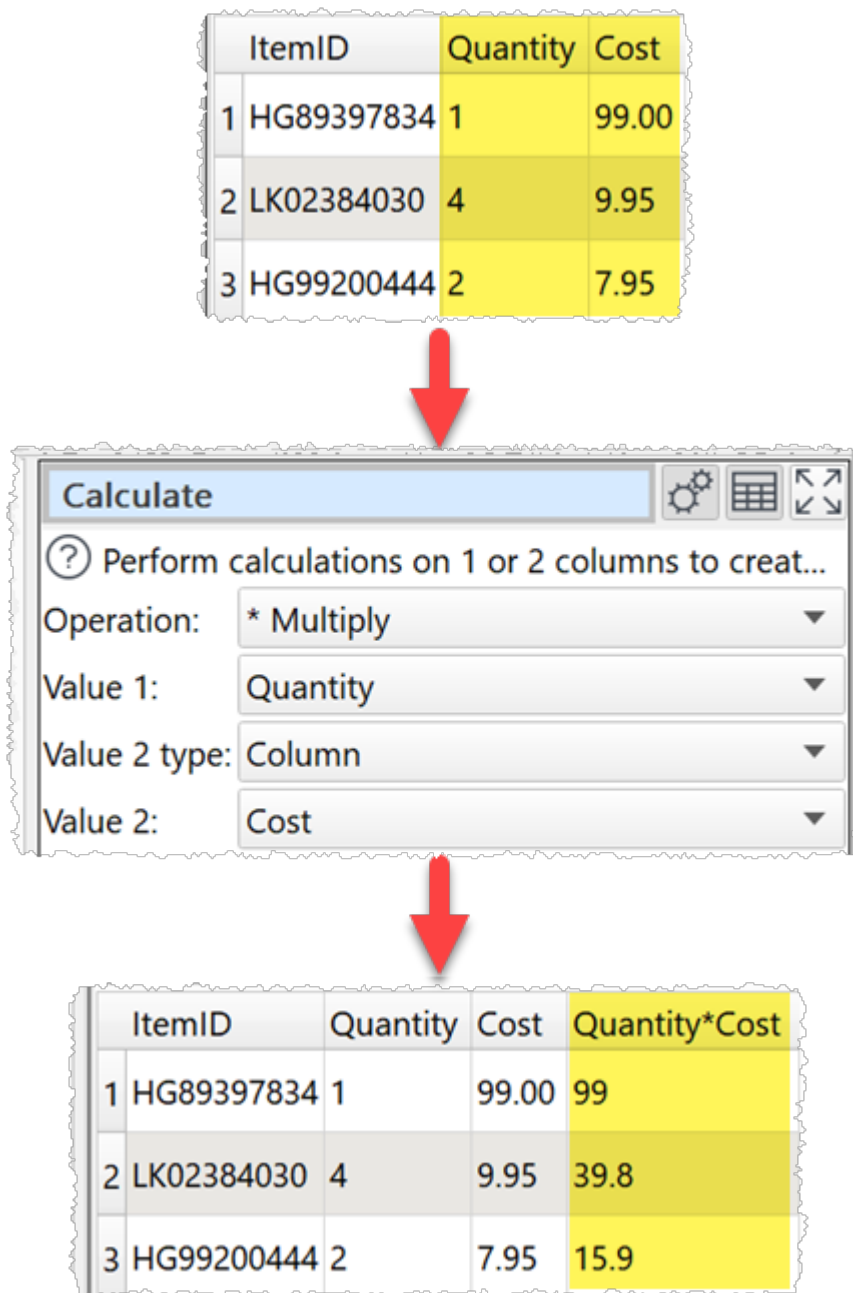 ItemID Quantity Cost
1 HG89397834 1 99.00
2 LK02384030 4 9.95
3 HG99200444 2 7.95
Calculate
? Perform calculations on 1 or 2 columns to creat...
Operation: * Multiply
Value 1: Quantity
Value 2 type: Column
Value 2: Cost
ItemID Quantity Cost Quantity*Cost
1 HG89397834 1 99.00 99
2 LK02384030 4 9.95 39.8
3 HG99200444 2 7.95 15.9